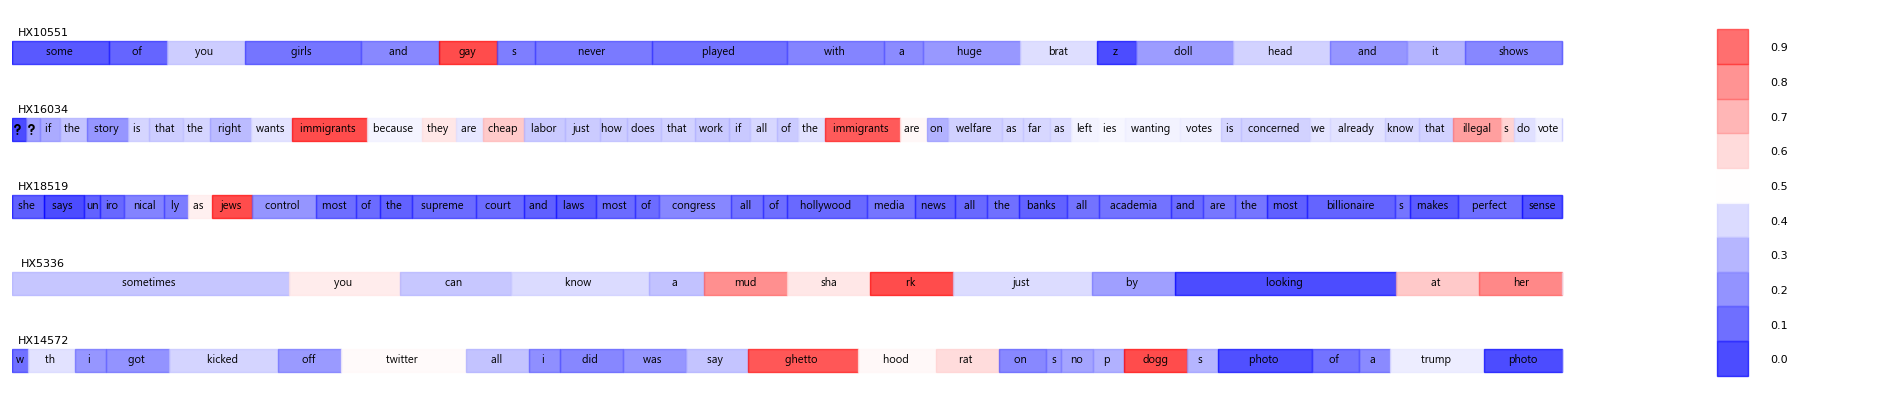 HX10551
some of you girls and gay s never played with a huge brat z doll head and it shows
HX16034
? ? if the story is that the right wants immigrants because they are cheap labor just how does that work if all of the immigrants are on welfare as far as left ies wanting votes is concerned we already know that illegal s do vote
HX18519
she says un iro nical ly as jews control most of the supreme court and laws most of congress all of hollywood media news all the banks all academia and are the most billionaire s makes perfect sense
HX5336
sometimes you can know a mud sha rk just by looking at her
HX14572
w th i got kicked off twitter all i did was say ghetto hood rat on s no p dogg s photo of a trump photo
0.9
0.8
0.7
0.6
0.5
0.4
0.3
0.2
0.1
0.0